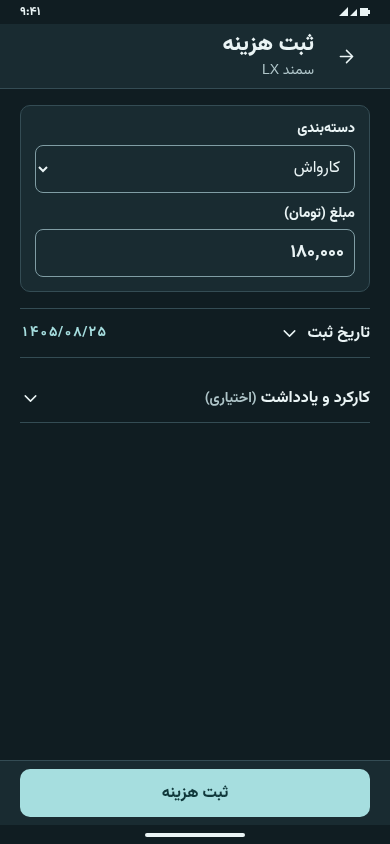 ۹:۴۱
ثبت هزینه
سمند LX
دسته‌بندی
کارواش
مبلغ (تومان)
۱۸۰,۰۰۰
تاریخ ثبت
۱۴۰۵/۰۸/۲۵
کارکرد و یادداشت (اختیاری)
ثبت هزینه